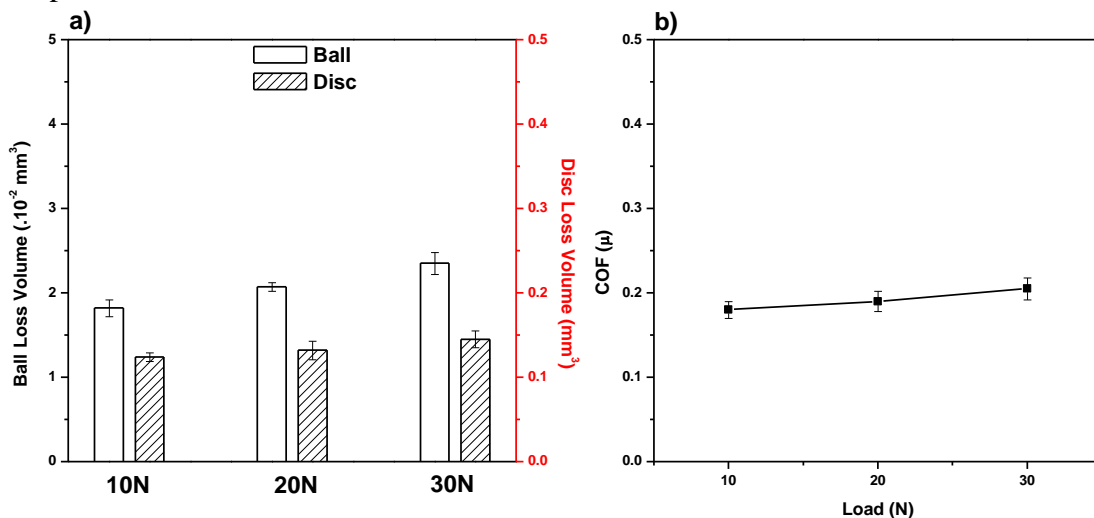 a)
5
4
3
2
1
0
Ball Loss Volume (.10⁻² mm³)
Ball
Disc
0.5
0.4
0.3
0.2
0.1
0.0
Disc Loss Volume (mm³)
10N
20N
30N
b)
0.5
0.4
0.3
0.2
0.1
0.0
COF (μ)
10
20
30
Load (N)